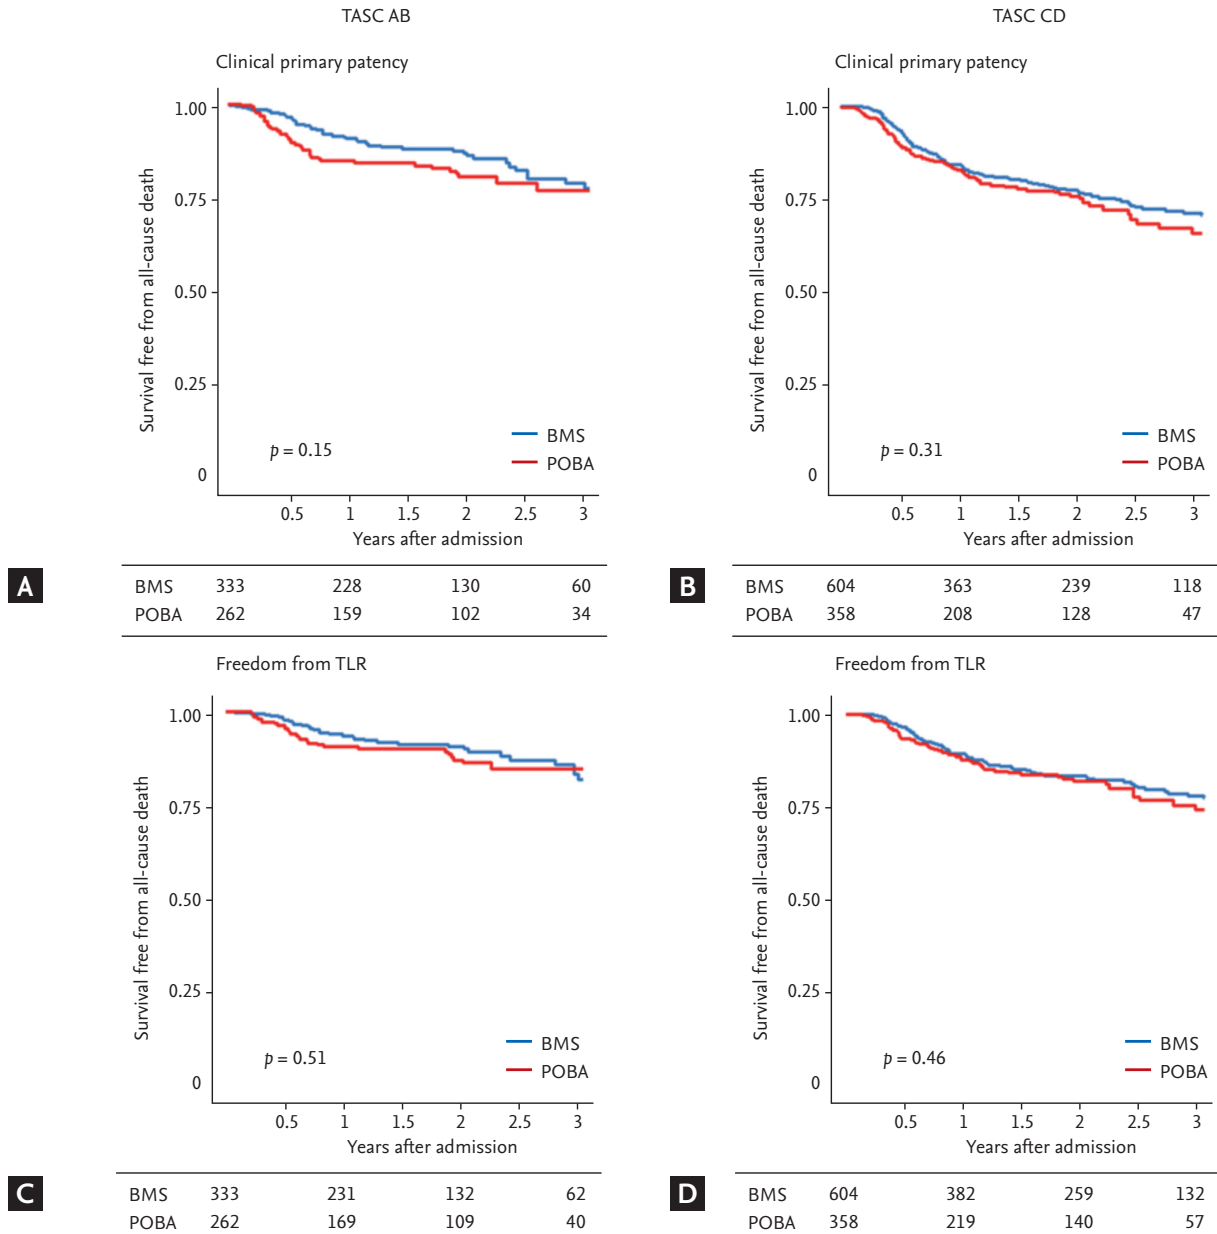 TASC AB
TASC CD
Clinical primary patency
Survival free from all-cause death
1.00
0.75
0.50
0.25
0
p = 0.15
BMS
POBA
0.5 1 1.5 2 2.5 3
Years after admission
A
BMS 333 228 130 60
POBA 262 159 102 34
Clinical primary patency
Survival free from all-cause death
1.00
0.75
0.50
0.25
0
p = 0.31
BMS
POBA
0.5 1 1.5 2 2.5 3
Years after admission
B
BMS 604 363 239 118
POBA 358 208 128 47
Freedom from TLR
Survival free from all-cause death
1.00
0.75
0.50
0.25
0
p = 0.51
BMS
POBA
0.5 1 1.5 2 2.5 3
Years after admission
C
BMS 333 231 132 62
POBA 262 169 109 40
Freedom from TLR
Survival free from all-cause death
1.00
0.75
0.50
0.25
0
p = 0.46
BMS
POBA
0.5 1 1.5 2 2.5 3
Years after admission
D
BMS 604 382 259 132
POBA 358 219 140 57